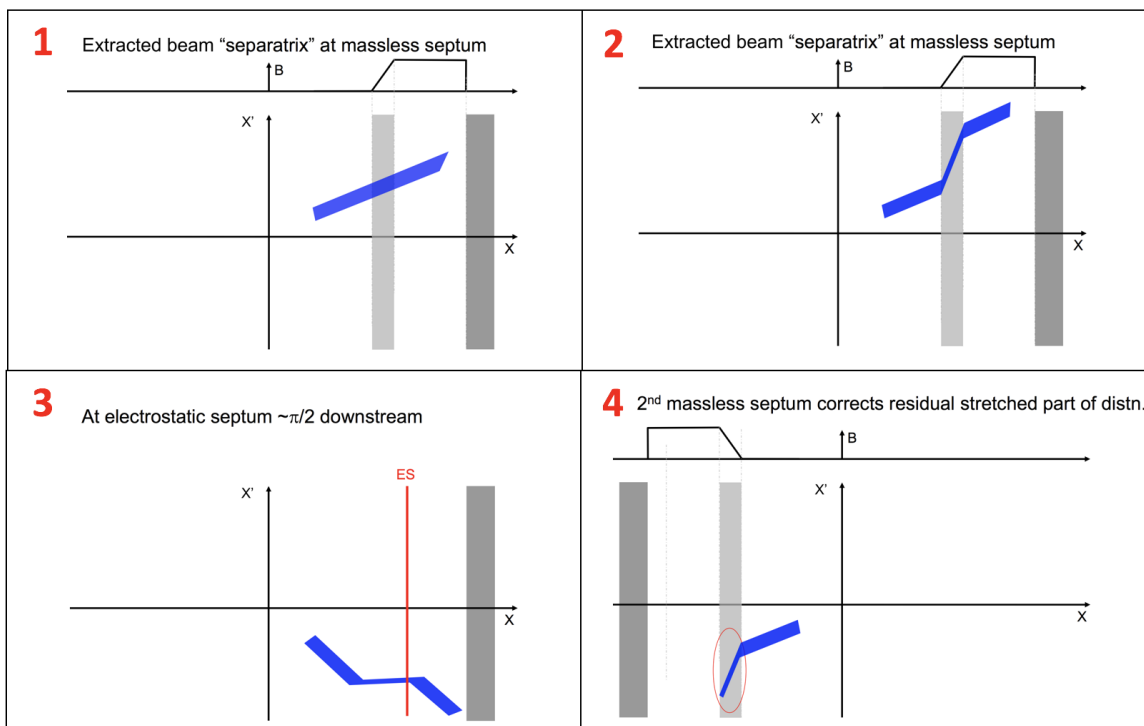 1 Extracted beam “separatrix” at massless septum
B
X’
X
2 Extracted beam “separatrix” at massless septum
B
X’
X
3 At electrostatic septum ~π/2 downstream
ES
X’
X
4 2nd massless septum corrects residual stretched part of distn.
B
X’
X